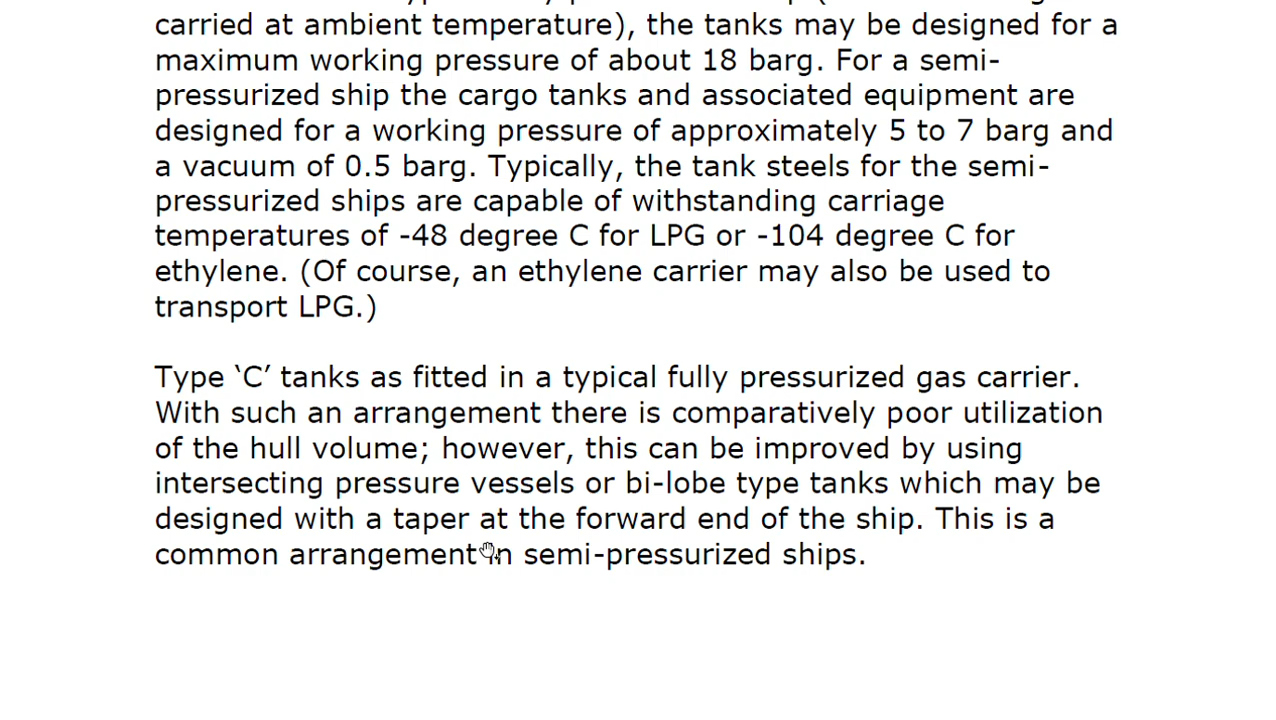 carried at ambient temperature), the tanks may be designed for a
maximum working pressure of about 18 barg. For a semi-
pressurized ship the cargo tanks and associated equipment are
designed for a working pressure of approximately 5 to 7 barg and
a vacuum of 0.5 barg. Typically, the tank steels for the semi-
pressurized ships are capable of withstanding carriage
temperatures of -48 degree C for LPG or -104 degree C for
ethylene. (Of course, an ethylene carrier may also be used to
transport LPG.)
Type ‘C’ tanks as fitted in a typical fully pressurized gas carrier.
With such an arrangement there is comparatively poor utilization
of the hull volume; however, this can be improved by using
intersecting pressure vessels or bi-lobe type tanks which may be
designed with a taper at the forward end of the ship. This is a
common arrangement in semi-pressurized ships.